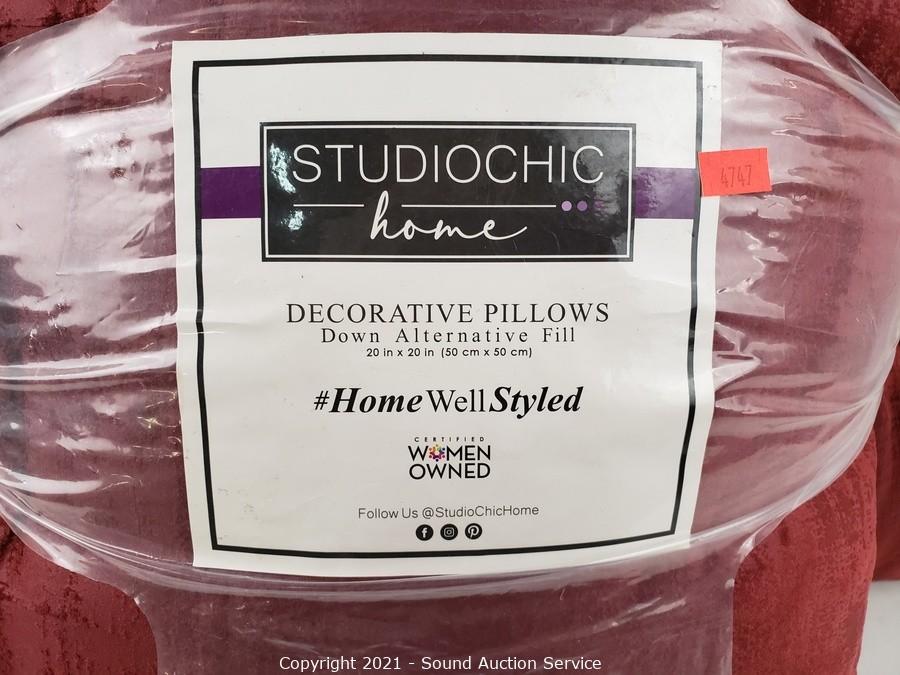 STUDIOCHIC
home
4747
DECORATIVE PILLOWS
Down Alternative Fill
20 in x 20 in (50 cm x 50 cm)
#HomeWellStyled
CERTIFIED
WOMEN
OWNED
Follow Us @StudioChicHome
Copyright 2021 - Sound Auction Service